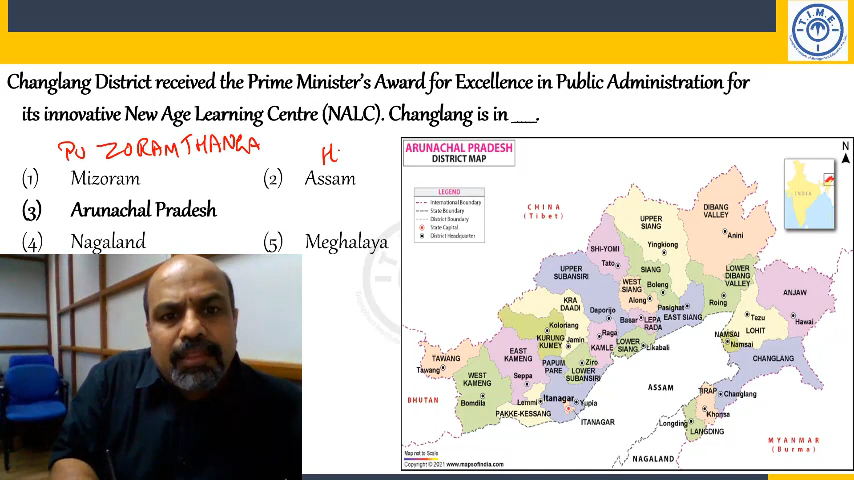 T.I.M.E.
Changlang District received the Prime Minister's Award for Excellence in Public Administration for
its innovative New Age Learning Centre (NALC). Changlang is in ___.
PU ZORAMTHANGA H
(1) Mizoram (2) Assam
(3) Arunachal Pradesh
(4) Nagaland (5) Meghalaya
ARUNACHAL PRADESH
DISTRICT MAP
N
LEGEND
International Boundary
State Boundary
District Boundary
State Capital
District Headquarter
INDIA
CHINA
(Tibet)
UPPER
SIANG
Yingkiong
DIBANG
VALLEY
Anini
SHI-YOMI
Tato
UPPER
SUBANSIRI
WEST
SIANG
Along
SIANG
Boleng
LOWER
DIBANG
VALLEY
Roing
ANJAW
Hawai
KRA
DAADI
Daporijo
Basar
LEPA
RADA
Pasighat
EAST SIANG
Tezu
LOHIT
Koloriang
KURUNG
KUMEY
Jamin
Raga
KAMLE
LOWER
SIANG
Likabali
NAMSAI
Namsai
CHANGLANG
TAWANG
Tawang
EAST
KAMENG
Seppa
PAPUM
PARE
Ziro
LOWER
SUBANSIRI
WEST
KAMENG
Bomdila
Lemmi
Itanagar
Yupia
PAKKE-KESSANG
ITANAGAR
BHUTAN
ASSAM
TIRAP
Changlang
Khonsa
Longding
LANGDING
NAGALAND
MYANMAR
(Burma)
Map not to Scale
Copyright © 2021 www.mapsofindia.com